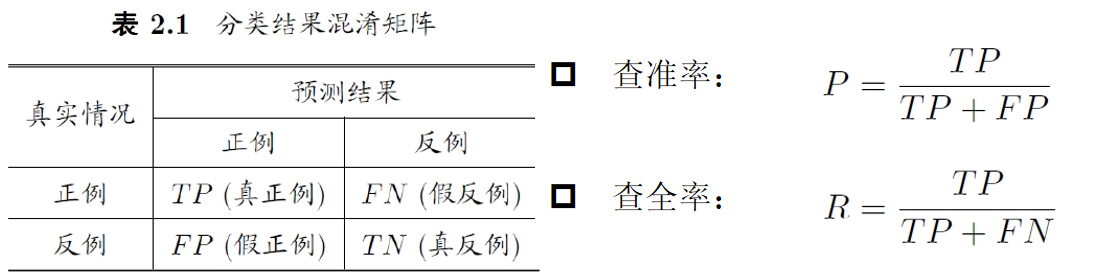 表 2.1 分类结果混淆矩阵
真实情况 预测结果
正例 反例
正例 TP (真正例) FN (假反例)
反例 FP (假正例) TN (真反例)
查准率： P = TP / (TP + FP)
查全率： R = TP / (TP + FN)